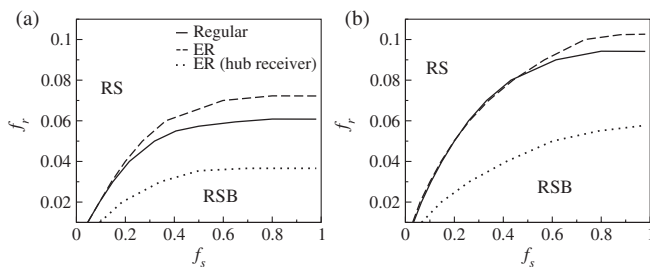 (a)
Regular
ER
ER (hub receiver)
RS
RSB
0.1
0.08
0.06
0.04
0.02
f_r
0 0.2 0.4 0.6 0.8 1
f_s
(b)
RS
RSB
0.1
0.08
0.06
0.04
0.02
f_r
0 0.2 0.4 0.6 0.8 1
f_s